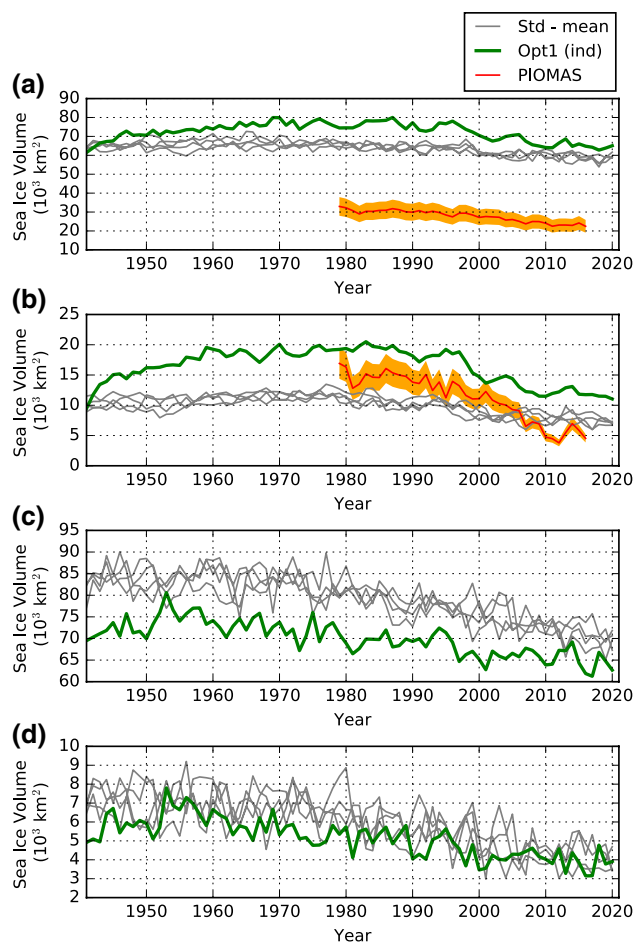 Std - mean
Opt1 (ind)
PIOMAS
(a)
90
80
70
60
50
40
30
20
10
Sea Ice Volume
(10³ km²)
1950 1960 1970 1980 1990 2000 2010 2020
Year
(b)
25
20
15
10
5
0
Sea Ice Volume
(10³ km²)
1950 1960 1970 1980 1990 2000 2010 2020
Year
(c)
95
90
85
80
75
70
65
60
Sea Ice Volume
(10³ km²)
1950 1960 1970 1980 1990 2000 2010 2020
Year
(d)
10
9
8
7
6
5
4
3
2
Sea Ice Volume
(10³ km²)
1950 1960 1970 1980 1990 2000 2010 2020
Year